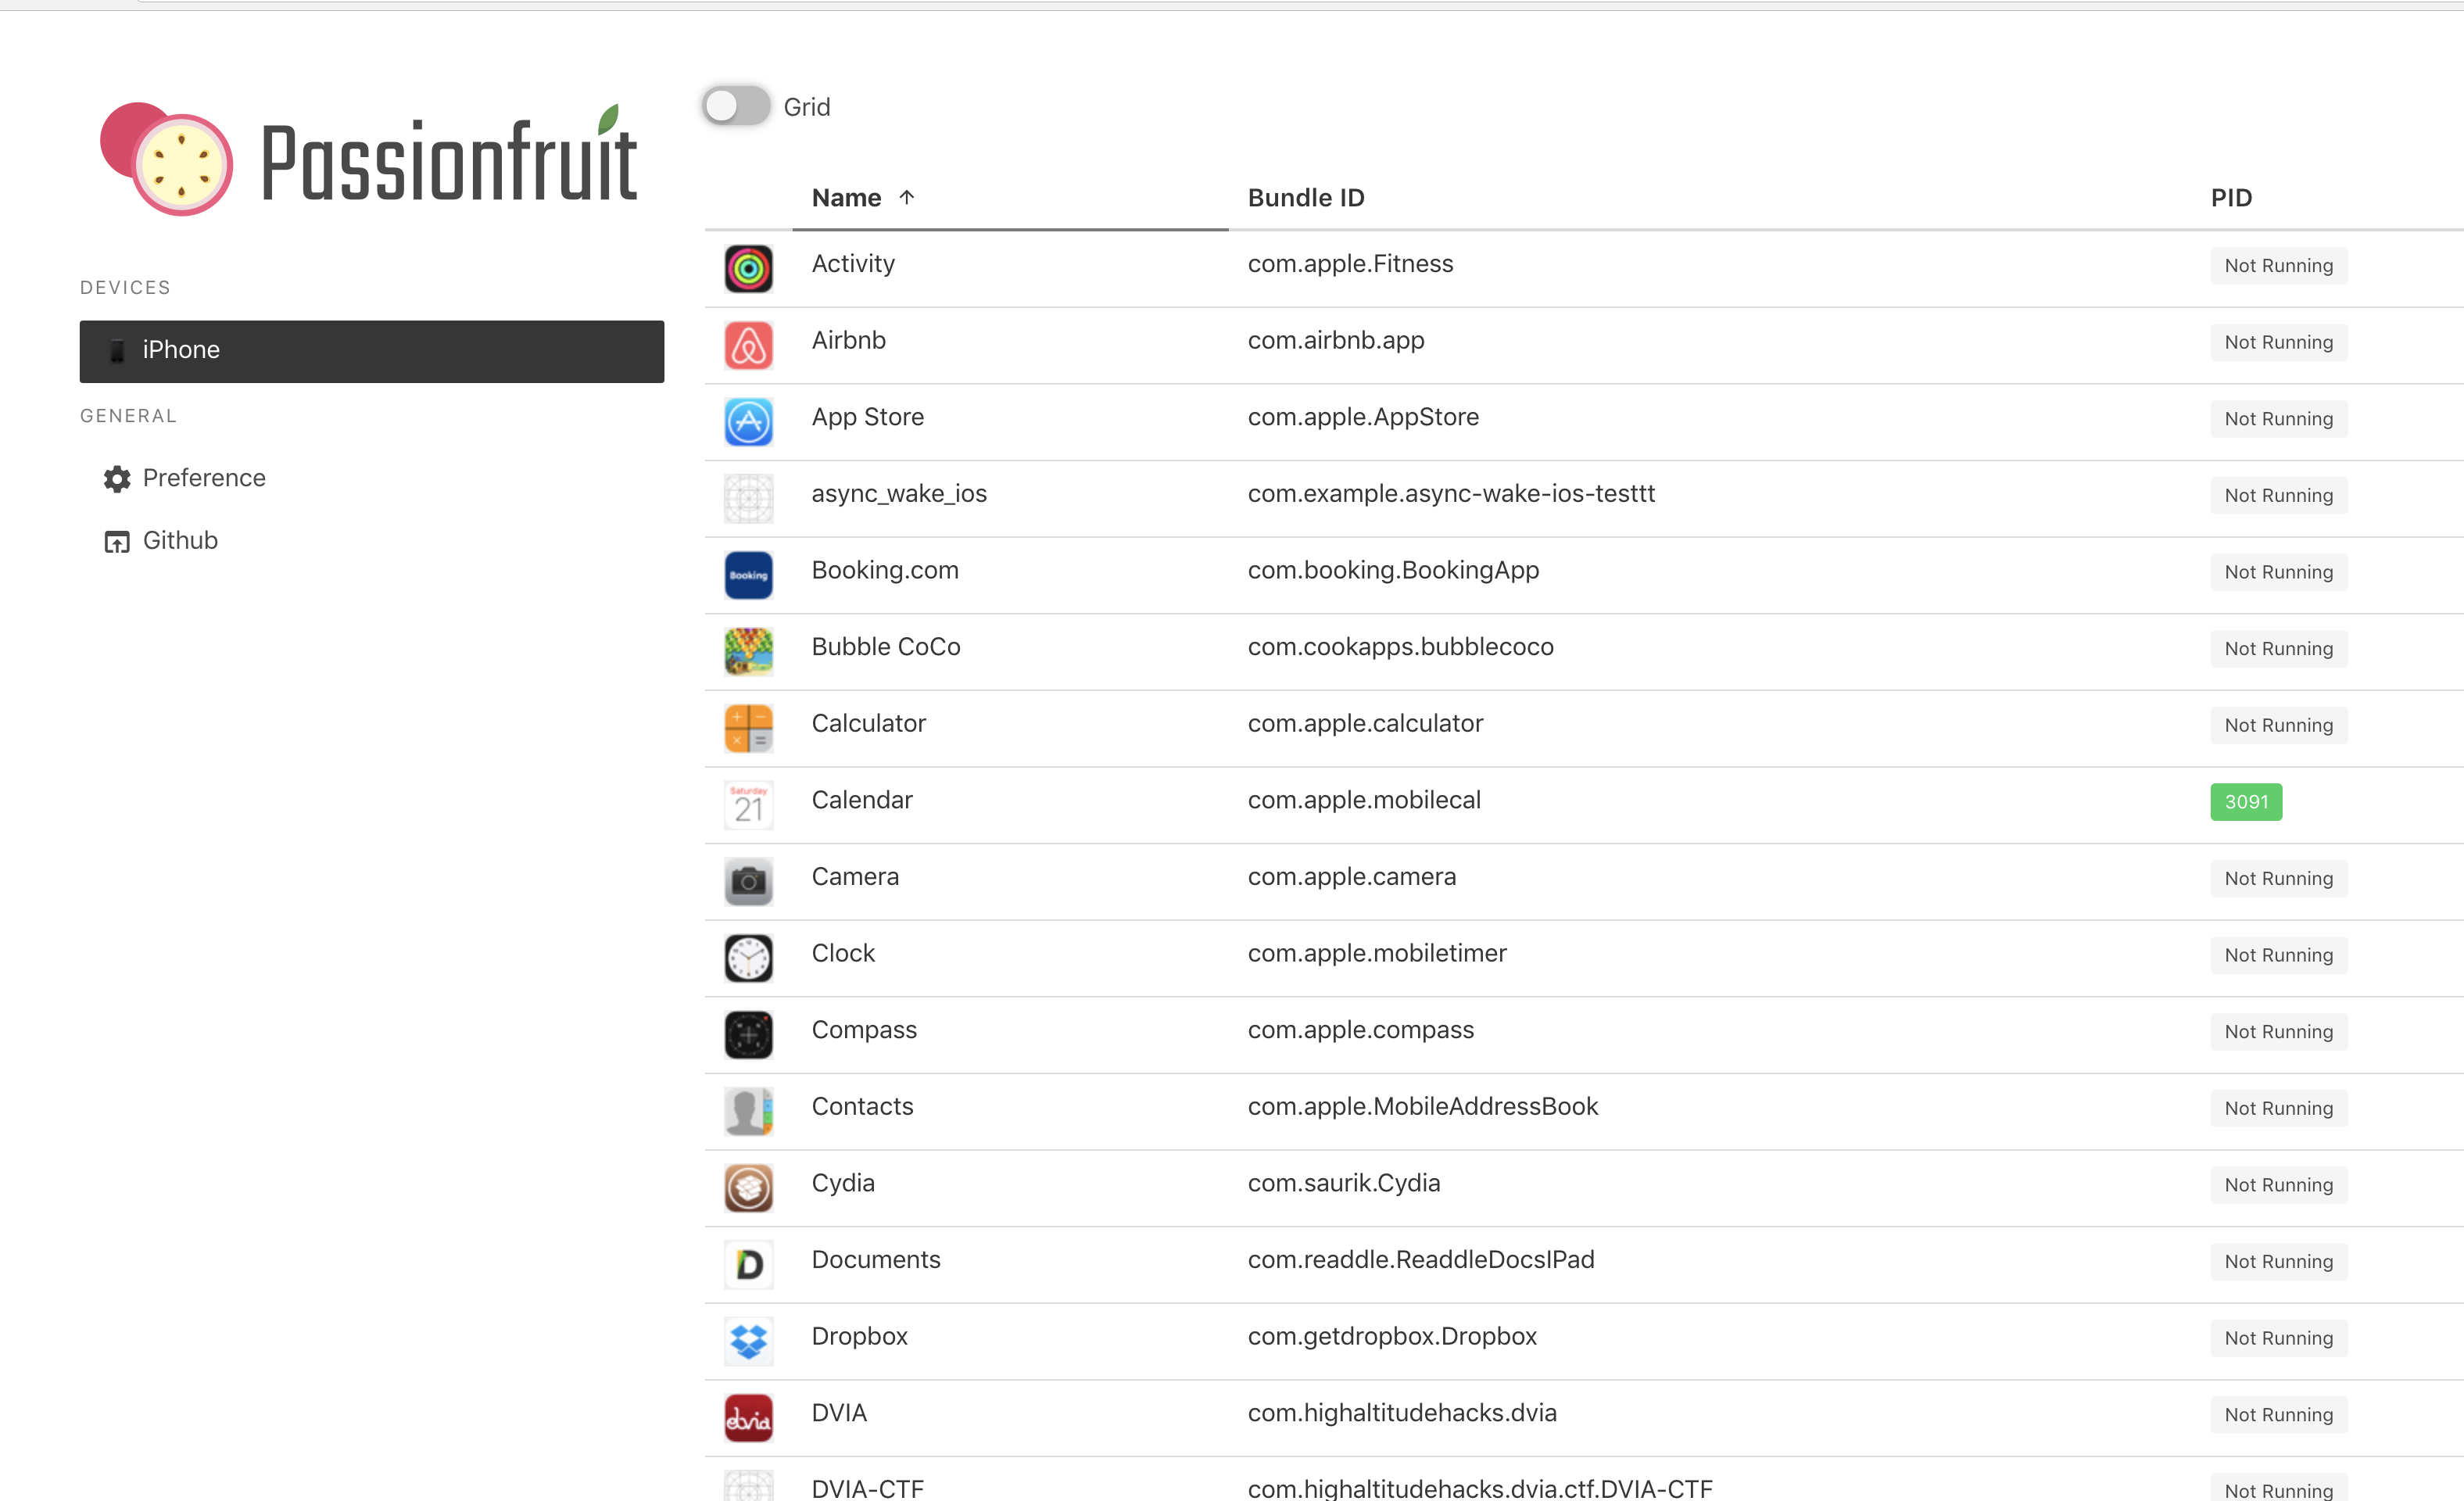 Passionfruit
DEVICES
iPhone
GENERAL
Preference
Github
Grid
Name ↑ Bundle ID PID
Activity com.apple.Fitness Not Running
Airbnb com.airbnb.app Not Running
App Store com.apple.AppStore Not Running
async_wake_ios com.example.async-wake-ios-testtt Not Running
Booking Booking.com com.booking.BookingApp Not Running
Bubble CoCo com.cookapps.bubblecoco Not Running
Calculator com.apple.calculator Not Running
Saturday
21 Calendar com.apple.mobilecal 3091
Camera com.apple.camera Not Running
Clock com.apple.mobiletimer Not Running
Compass com.apple.compass Not Running
Contacts com.apple.MobileAddressBook Not Running
Cydia com.saurik.Cydia Not Running
Documents com.readdle.ReaddleDocsIPad Not Running
Dropbox com.getdropbox.Dropbox Not Running
dvia DVIA com.highaltitudehacks.dvia Not Running
DVIA-CTF com.highaltitudehacks.dvia.ctf.DVIA-CTF Not Running